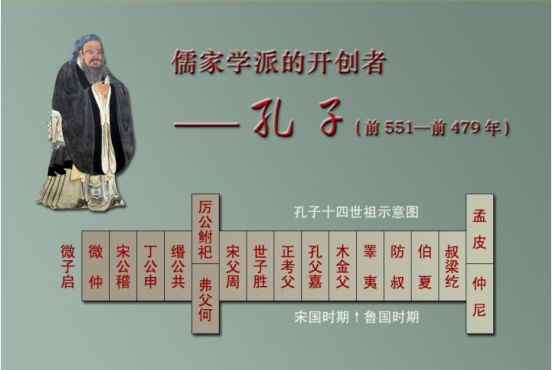 儒家学派的开创者
——孔子(前551—前479年)
孔子十四世祖示意图
微子启
微仲
宋公稽
丁公申
缗公共
厉公鲋祀
弗父何
宋父周
世子胜
正考父
孔父嘉
木金父
睪夷
防叔
伯夏
叔梁纥
孟皮
仲尼
宋国时期↑鲁国时期